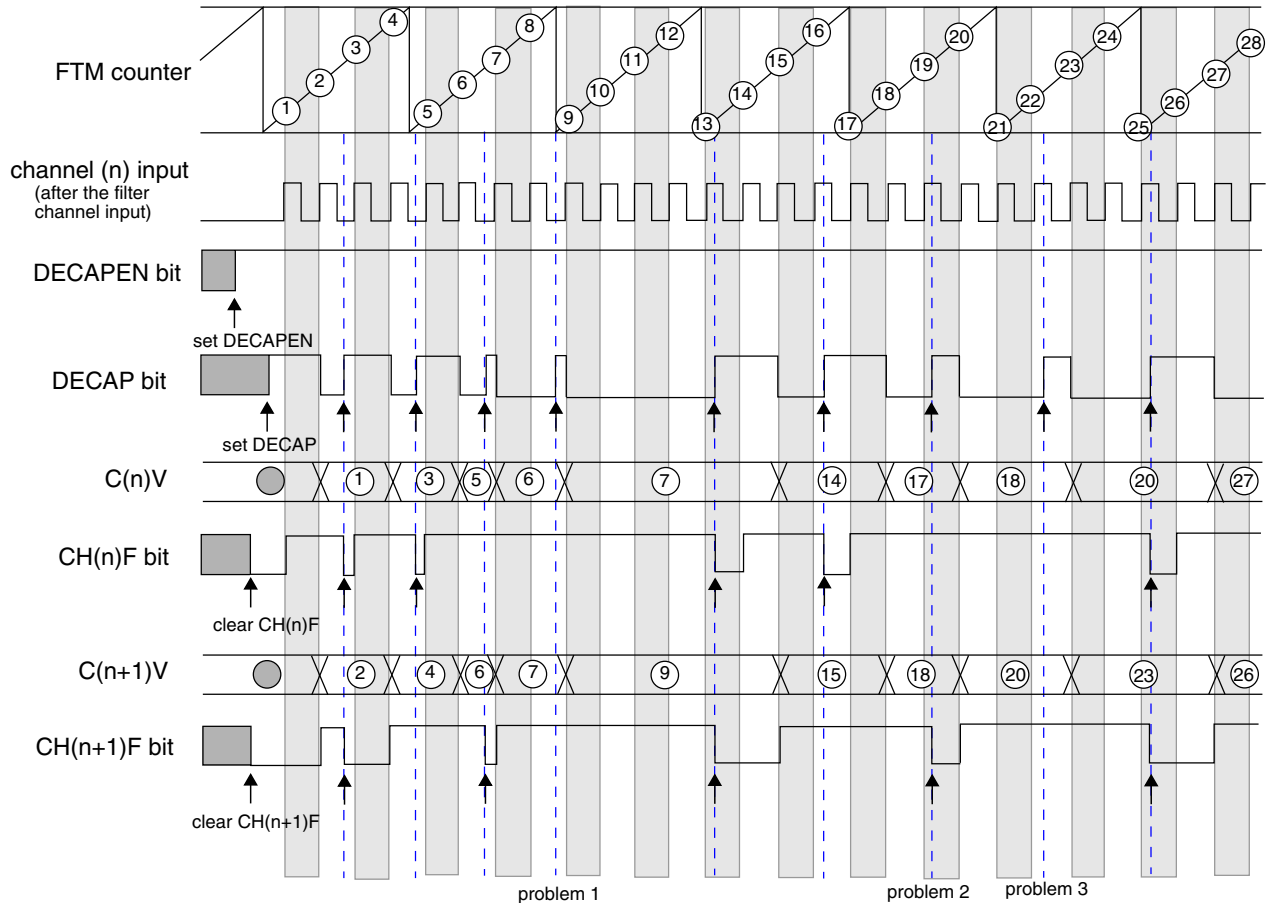 FTM counter
1 2 3 4 5 6 7 8 9 10 11 12 13 14 15 16 17 18 19 20 21 22 23 24 25 26 27 28
channel (n) input
(after the filter
channel input)
DECAPEN bit
set DECAPEN
DECAP bit
set DECAP
C(n)V
1 3 5 6 7 14 17 18 20 27
CH(n)F bit
clear CH(n)F
C(n+1)V
2 4 6 7 9 15 18 20 23 26
CH(n+1)F bit
clear CH(n+1)F
problem 1 problem 2 problem 3